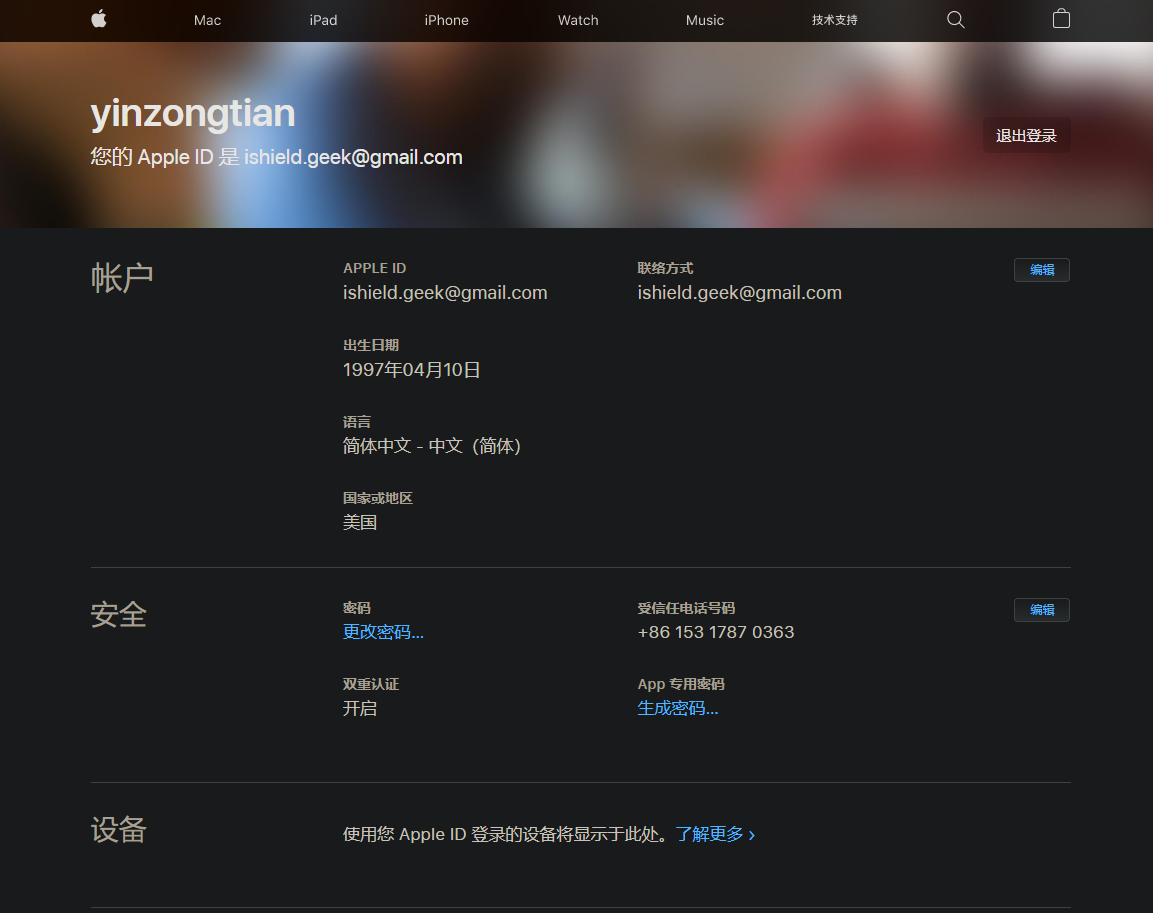 Mac iPad iPhone Watch Music 技术支持
yinzongtian
您的 Apple ID 是 ishield.geek@gmail.com
退出登录
帐户
APPLE ID
ishield.geek@gmail.com
联络方式
ishield.geek@gmail.com
编辑
出生日期
1997年04月10日
语言
简体中文 - 中文（简体）
国家或地区
美国
安全
密码
更改密码...
受信任电话号码
+86 153 1787 0363
编辑
双重认证
开启
App 专用密码
生成密码...
设备
使用您 Apple ID 登录的设备将显示于此处。了解更多 ›